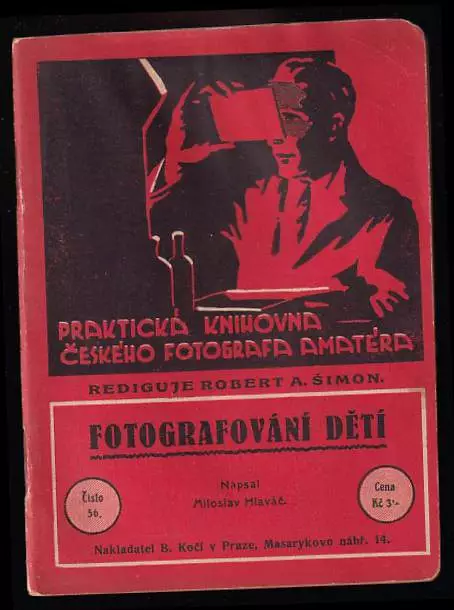 PRAKTICKÁ KNIHOVNA
ČESKÉHO FOTOGRAFA AMATÉRA
REDIGUJE ROBERT A. ŠIMON.
FOTOGRAFOVÁNÍ DĚTÍ
Napsal
Miloslav Hlaváč.
Číslo
56.
Cena
Kč 3·-
Nakladatel B. Kočí v Praze, Masarykovo nábř. 14.